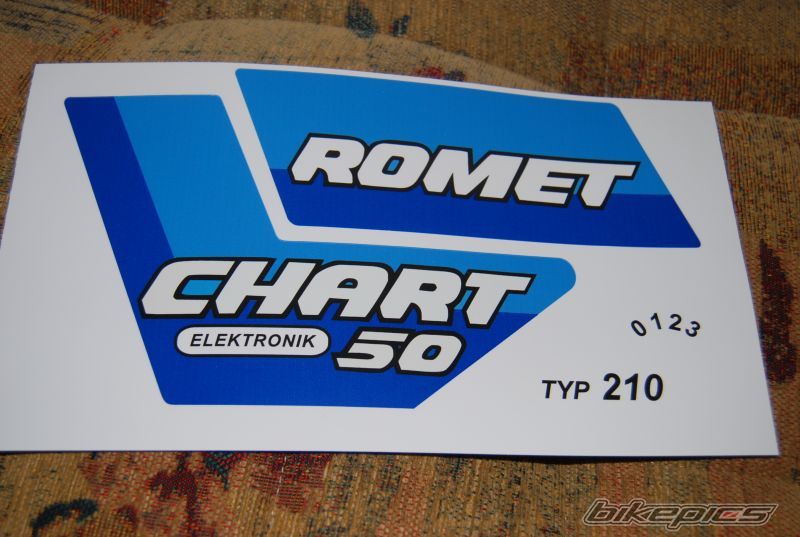 ROMET
CHART
ELEKTRONIK 50
0123
TYP 210
bikepics